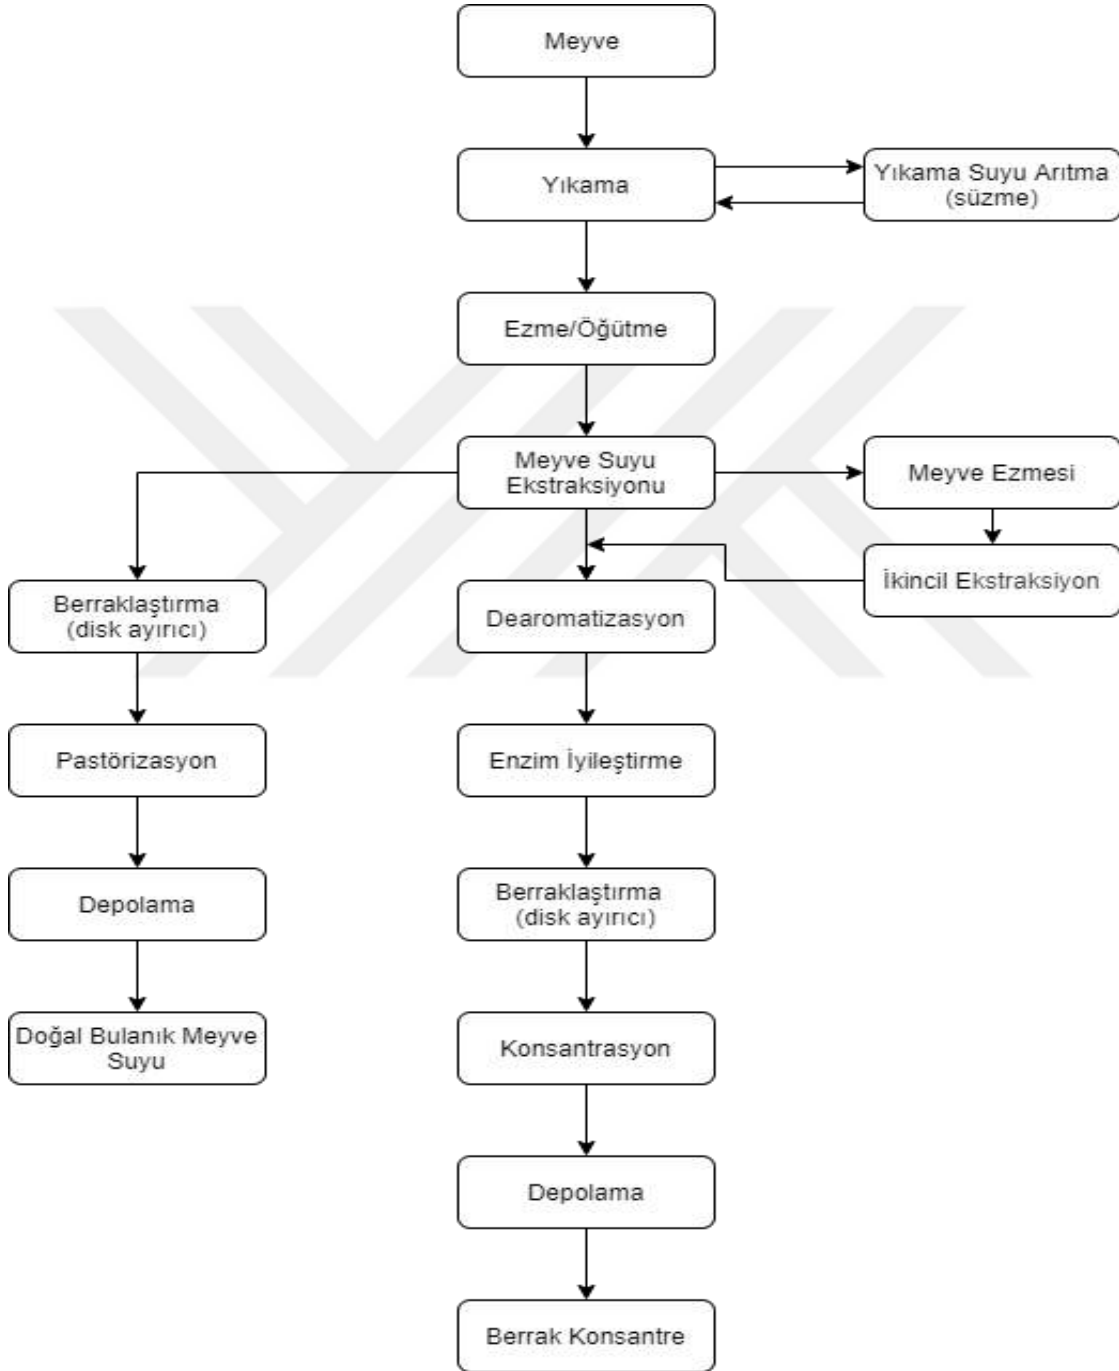 Meyve
Yıkama
Yıkama Suyu Arıtma
(süzme)
Ezme/Öğütme
Meyve Suyu
Ekstraksiyonu
Meyve Ezmesi
İkincil Ekstraksiyon
Berraklaştırma
(disk ayırıcı)
Dearomatizasyon
Pastörizasyon
Enzim İyileştirme
Depolama
Berraklaştırma
(disk ayırıcı)
Doğal Bulanık Meyve
Suyu
Konsantrasyon
Depolama
Berrak Konsantre